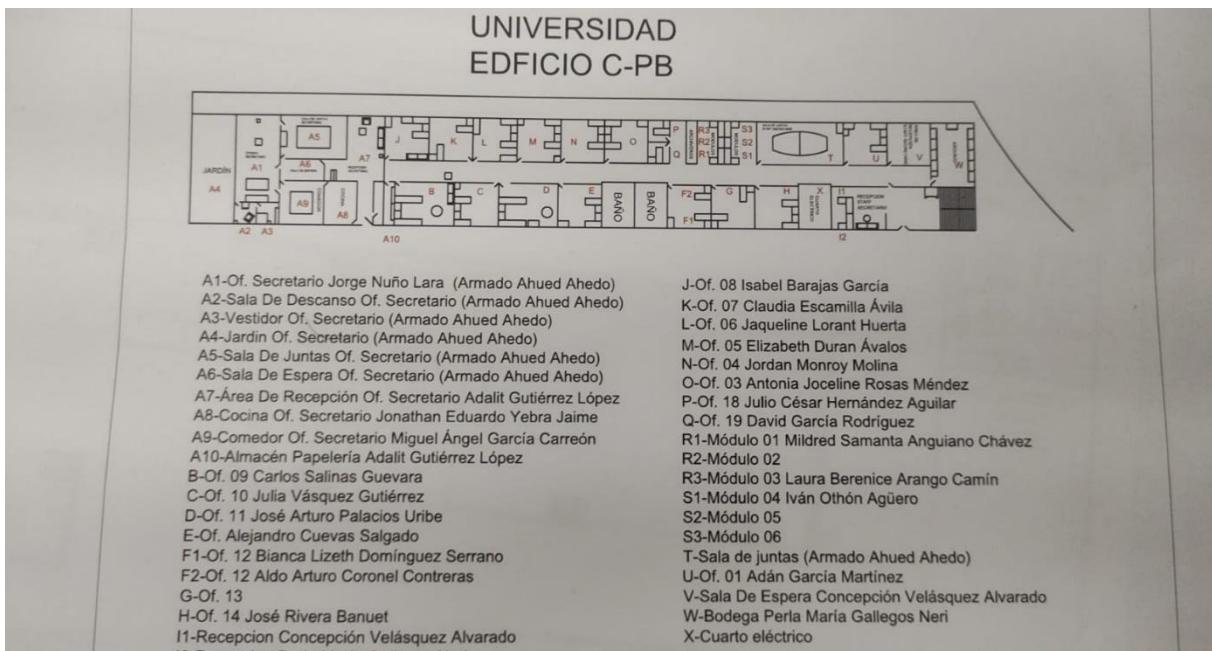 UNIVERSIDAD
EDFICIO C-PB
JARDÍN
A4
A1
A2
A3
A5
A6
A7
A9
COMEDOR
COCINA
A8
A10
J
K
L
M
N
O
P
Q
R3
R2
R1
S3
S2
S1
T
U
V
W
B
C
D
E
BAÑO
BAÑO
F2
F1
G
H
X
CUARTO
ELECTRICO
I1
RECEPCION
STAFF
SECRETARIO
I2
A1-Of. Secretario Jorge Nuño Lara (Armado Ahued Ahedo)
A2-Sala De Descanso Of. Secretario (Armado Ahued Ahedo)
A3-Vestidor Of. Secretario (Armado Ahued Ahedo)
A4-Jardin Of. Secretario (Armado Ahued Ahedo)
A5-Sala De Juntas Of. Secretario (Armado Ahued Ahedo)
A6-Sala De Espera Of. Secretario (Armado Ahued Ahedo)
A7-Área De Recepción Of. Secretario Adalit Gutiérrez López
A8-Cocina Of. Secretario Jonathan Eduardo Yebra Jaime
A9-Comedor Of. Secretario Miguel Ángel García Carreón
A10-Almacén Papelería Adalit Gutiérrez López
B-Of. 09 Carlos Salinas Guevara
C-Of. 10 Julia Vásquez Gutiérrez
D-Of. 11 José Arturo Palacios Uribe
E-Of. Alejandro Cuevas Salgado
F1-Of. 12 Bianca Lizeth Domínguez Serrano
F2-Of. 12 Aldo Arturo Coronel Contreras
G-Of. 13
H-Of. 14 José Rivera Banuet
I1-Recepcion Concepción Velásquez Alvarado
J-Of. 08 Isabel Barajas García
K-Of. 07 Claudia Escamilla Ávila
L-Of. 06 Jaqueline Lorant Huerta
M-Of. 05 Elizabeth Duran Ávalos
N-Of. 04 Jordan Monroy Molina
O-Of. 03 Antonia Joceline Rosas Méndez
P-Of. 18 Julio César Hernández Aguilar
Q-Of. 19 David García Rodríguez
R1-Módulo 01 Mildred Samanta Anguiano Chávez
R2-Módulo 02
R3-Módulo 03 Laura Berenice Arango Camín
S1-Módulo 04 Iván Othón Agüero
S2-Módulo 05
S3-Módulo 06
T-Sala de juntas (Armado Ahued Ahedo)
U-Of. 01 Adán García Martínez
V-Sala De Espera Concepción Velásquez Alvarado
W-Bodega Perla María Gallegos Neri
X-Cuarto eléctrico